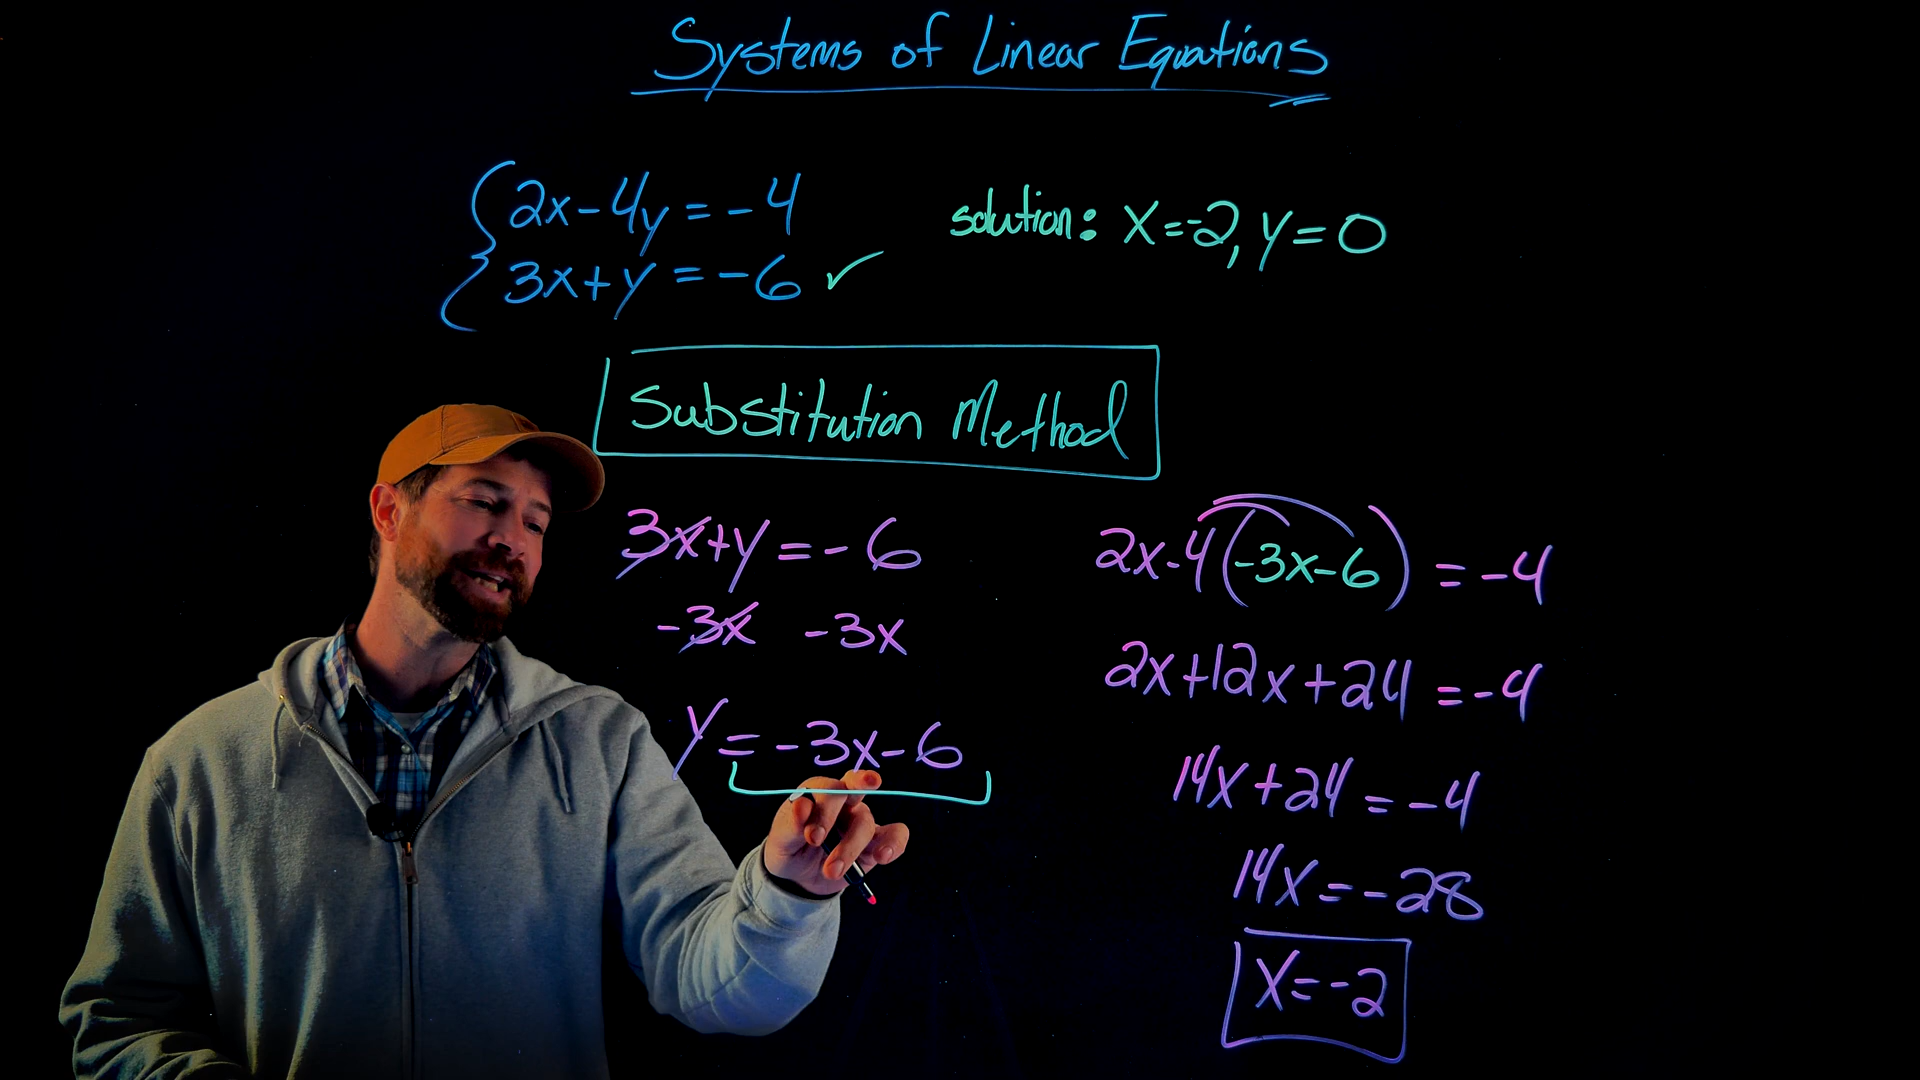 Systems of Linear Equations
2x-4y=-4
3x+y=-6 ✓
solution: x=-2, y=0
Substitution Method
3x+y=-6
-3x -3x
y=-3x-6
2x-4(-3x-6)=-4
2x+12x+24=-4
14x+24=-4
14x=-28
x=-2